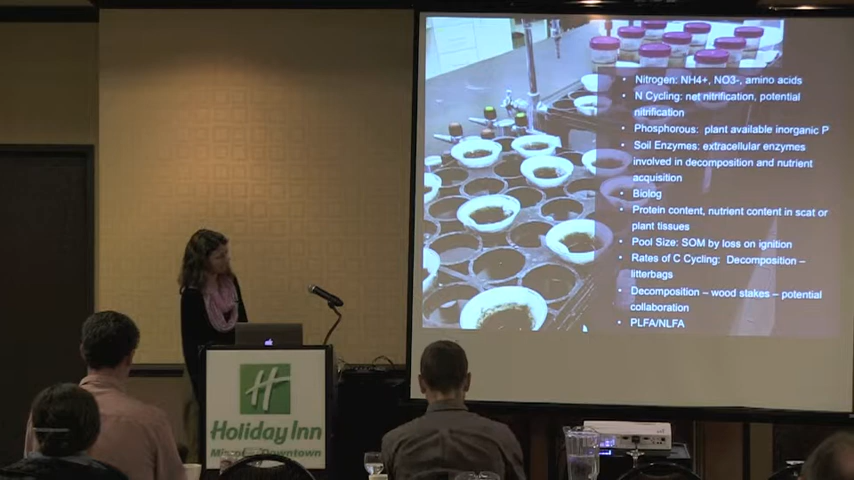 • Nitrogen: NH4+, NO3-, amino acids
• N Cycling: net nitrification, potential
nitrification
• Phosphorous: plant available inorganic P
• Soil Enzymes: extracellular enzymes
involved in decomposition and nutrient
acquisition
• Biolog
• Protein content, nutrient content in scat or
plant tissues
• Pool Size: SOM by loss on ignition
• Rates of C Cycling: Decomposition –
litterbags
• Decomposition – wood stakes – potential
collaboration
• PLFA/NLFA
H
Holiday Inn
Downtown